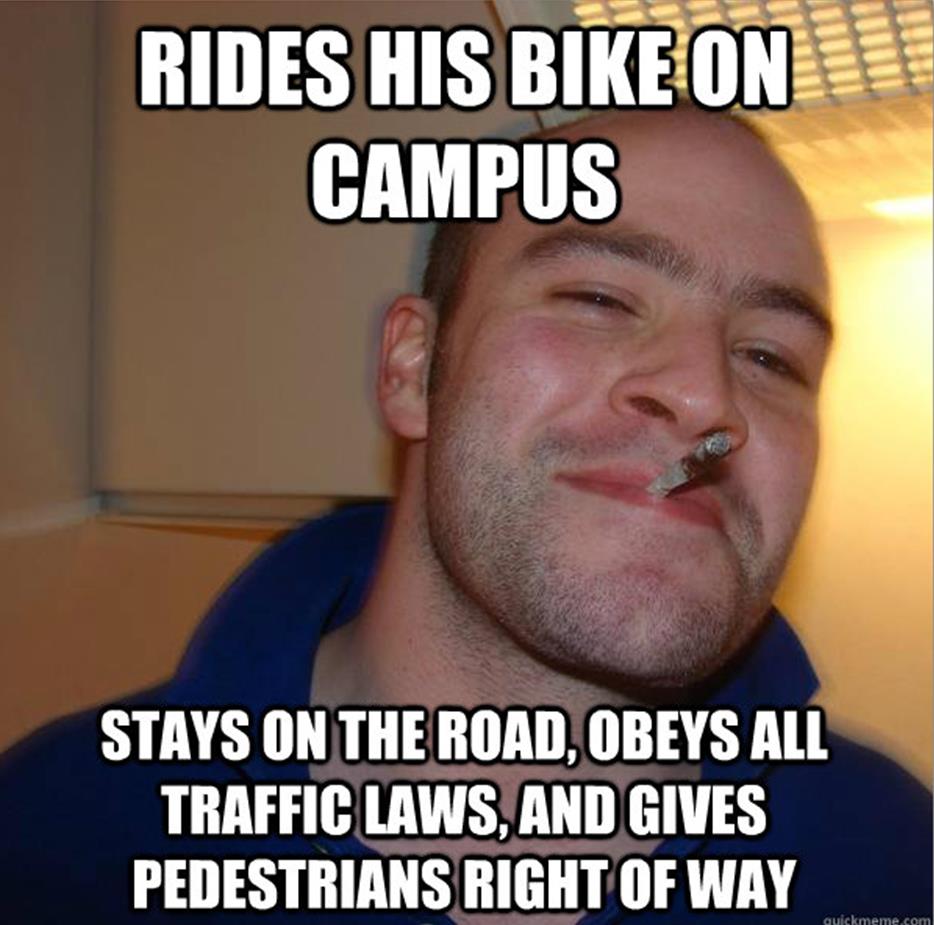 RIDES HIS BIKE ON
CAMPUS
STAYS ON THE ROAD, OBEYS ALL
TRAFFIC LAWS, AND GIVES
PEDESTRIANS RIGHT OF WAY
quickmeme.com